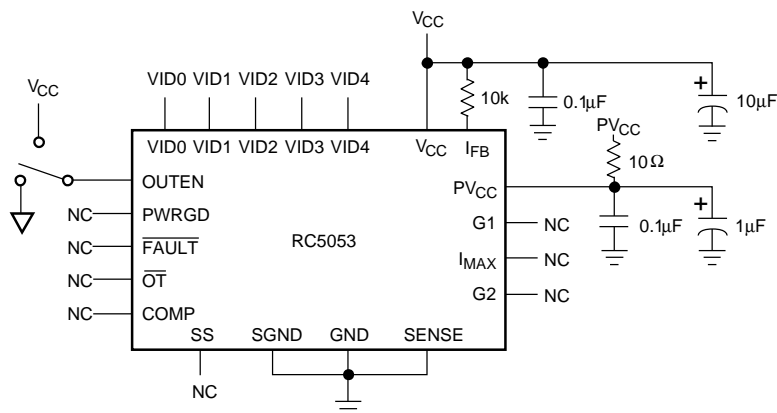 VCC
VID0 VID1 VID2 VID3 VID4
VCC
10k
0.1µF
+
10µF
VID0 VID1 VID2 VID3 VID4
VCC
IFB
PVCC
10Ω
OUTEN
PVCC
+
NC
PWRGD
G1
NC
0.1µF
1µF
NC
FAULT
RC5053
IMAX
NC
NC
OT
G2
NC
NC
COMP
SS
SGND
GND
SENSE
NC